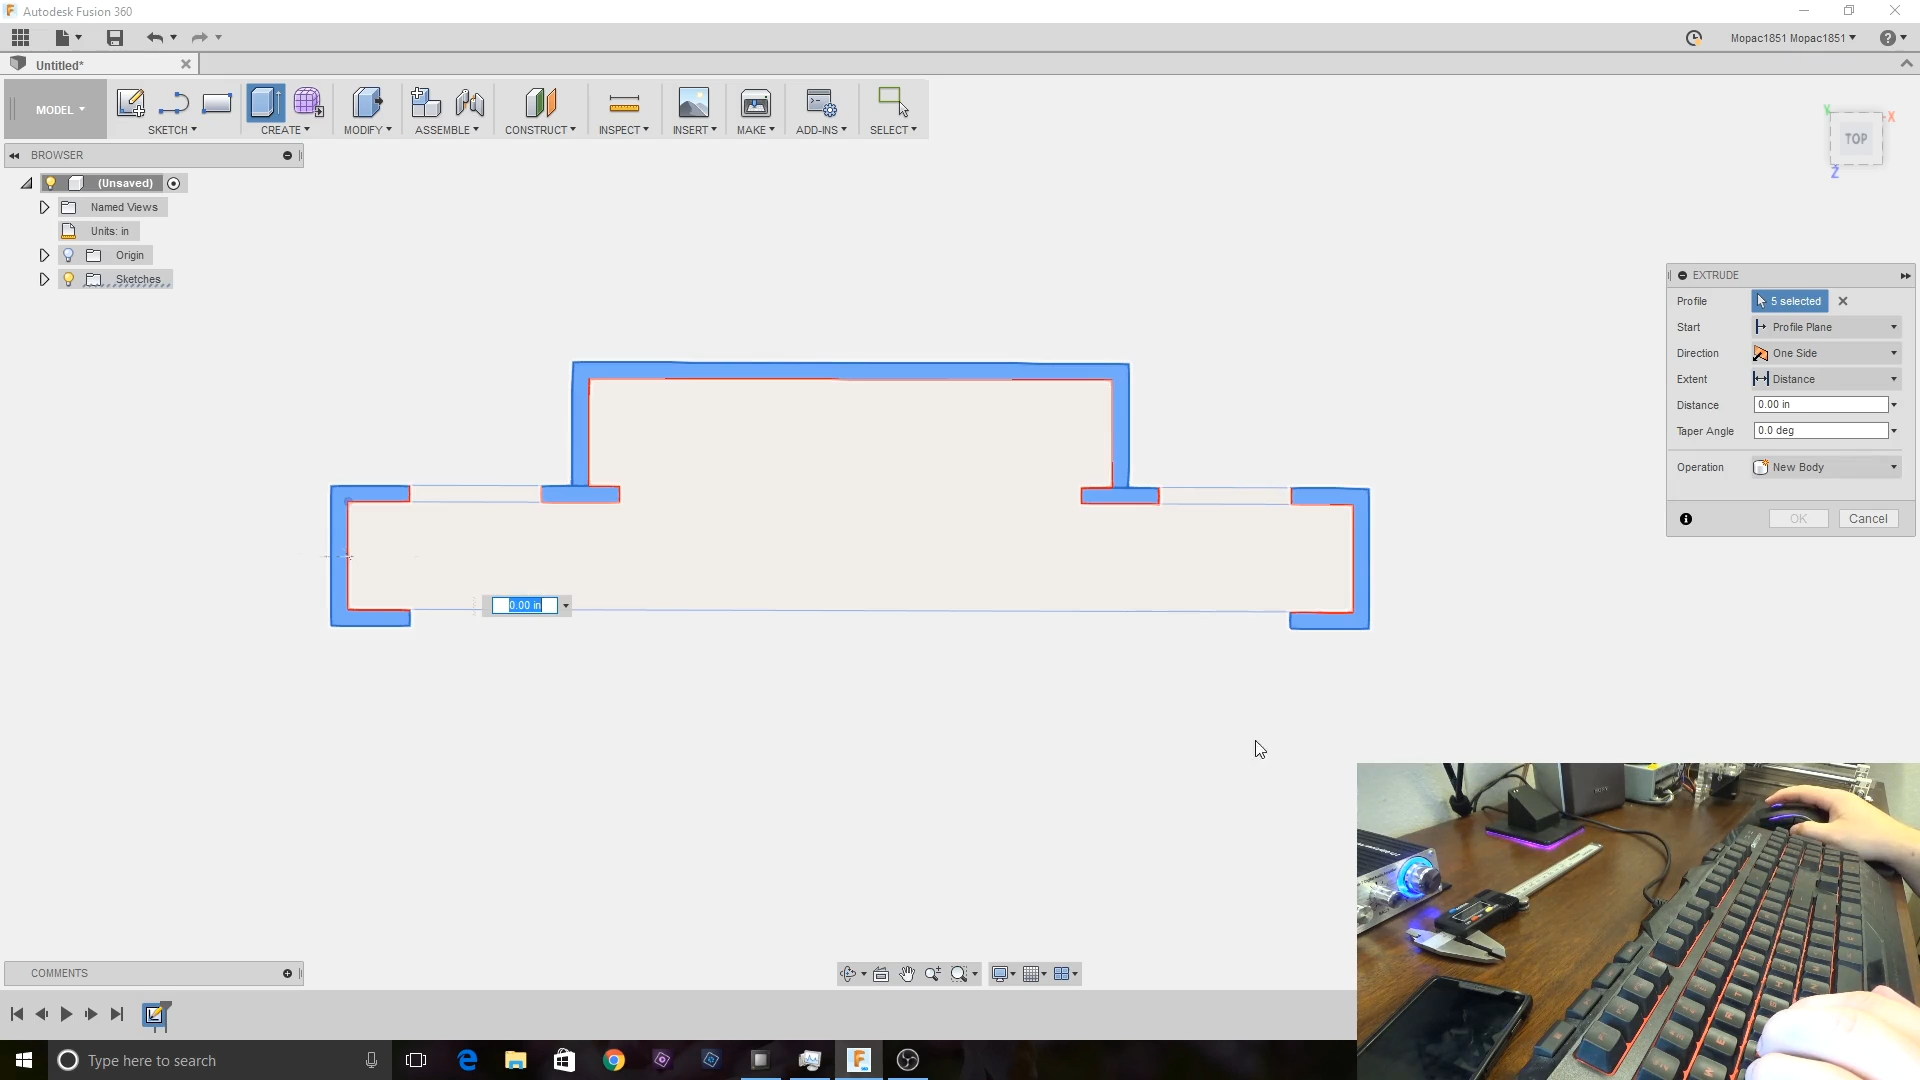 Autodesk Fusion 360
Mopac1851 Mopac1851
Untitled*
MODEL
SKETCH
CREATE
MODIFY
ASSEMBLE
CONSTRUCT
INSPECT
INSERT
MAKE
ADD-INS
SELECT
BROWSER
(Unsaved)
Named Views
Units: in
Origin
Sketches
Y
X
TOP
Z
EXTRUDE
Profile
5 selected
Start
Profile Plane
Direction
One Side
Extent
Distance
Distance
0.00 in
Taper Angle
0.0 deg
Operation
New Body
OK
Cancel
0.00 in
COMMENTS
SONY
Type here to search